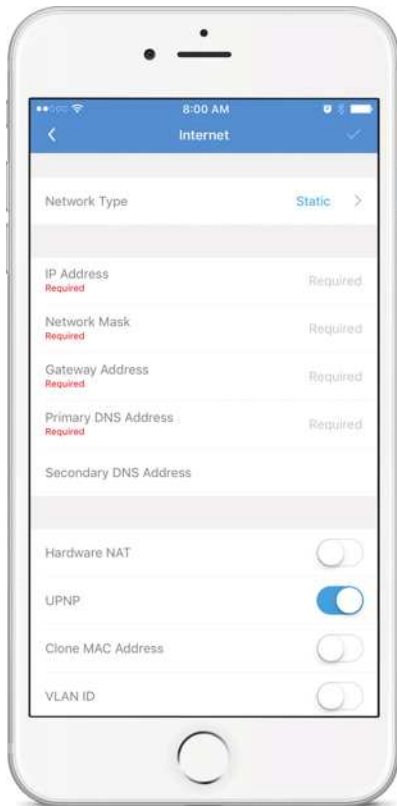 8:00 AM
Internet
Network Type Static
IP Address Required
Required
Network Mask Required
Required
Gateway Address Required
Required
Primary DNS Address Required
Required
Secondary DNS Address
Hardware NAT
UPNP
Clone MAC Address
VLAN ID